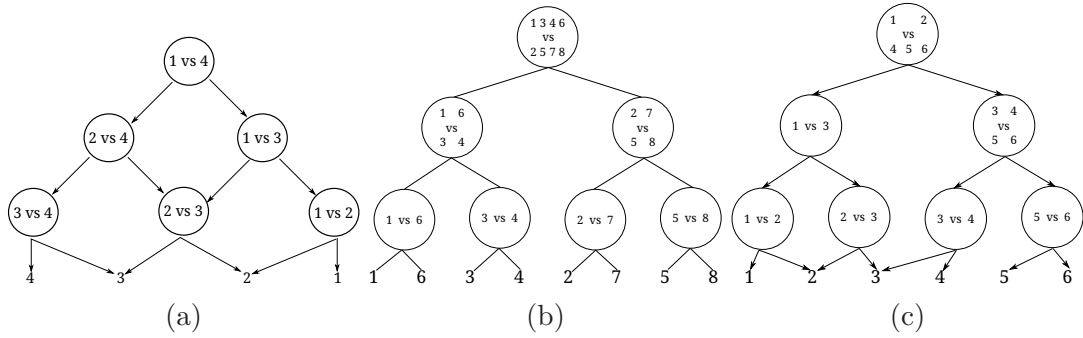 1 vs 4
2 vs 4
1 vs 3
3 vs 4
2 vs 3
1 vs 2
4
3
2
1
(a)
1 3 4 6
vs
2 5 7 8
1 6
vs
3 4
2 7
vs
5 8
1 vs 6
3 vs 4
2 vs 7
5 vs 8
1
6
3
4
2
7
5
8
(b)
1 2
vs
4 5 6
1 vs 3
3 4
vs
5 6
1 vs 2
2 vs 3
3 vs 4
5 vs 6
1
2
3
4
5
6
(c)